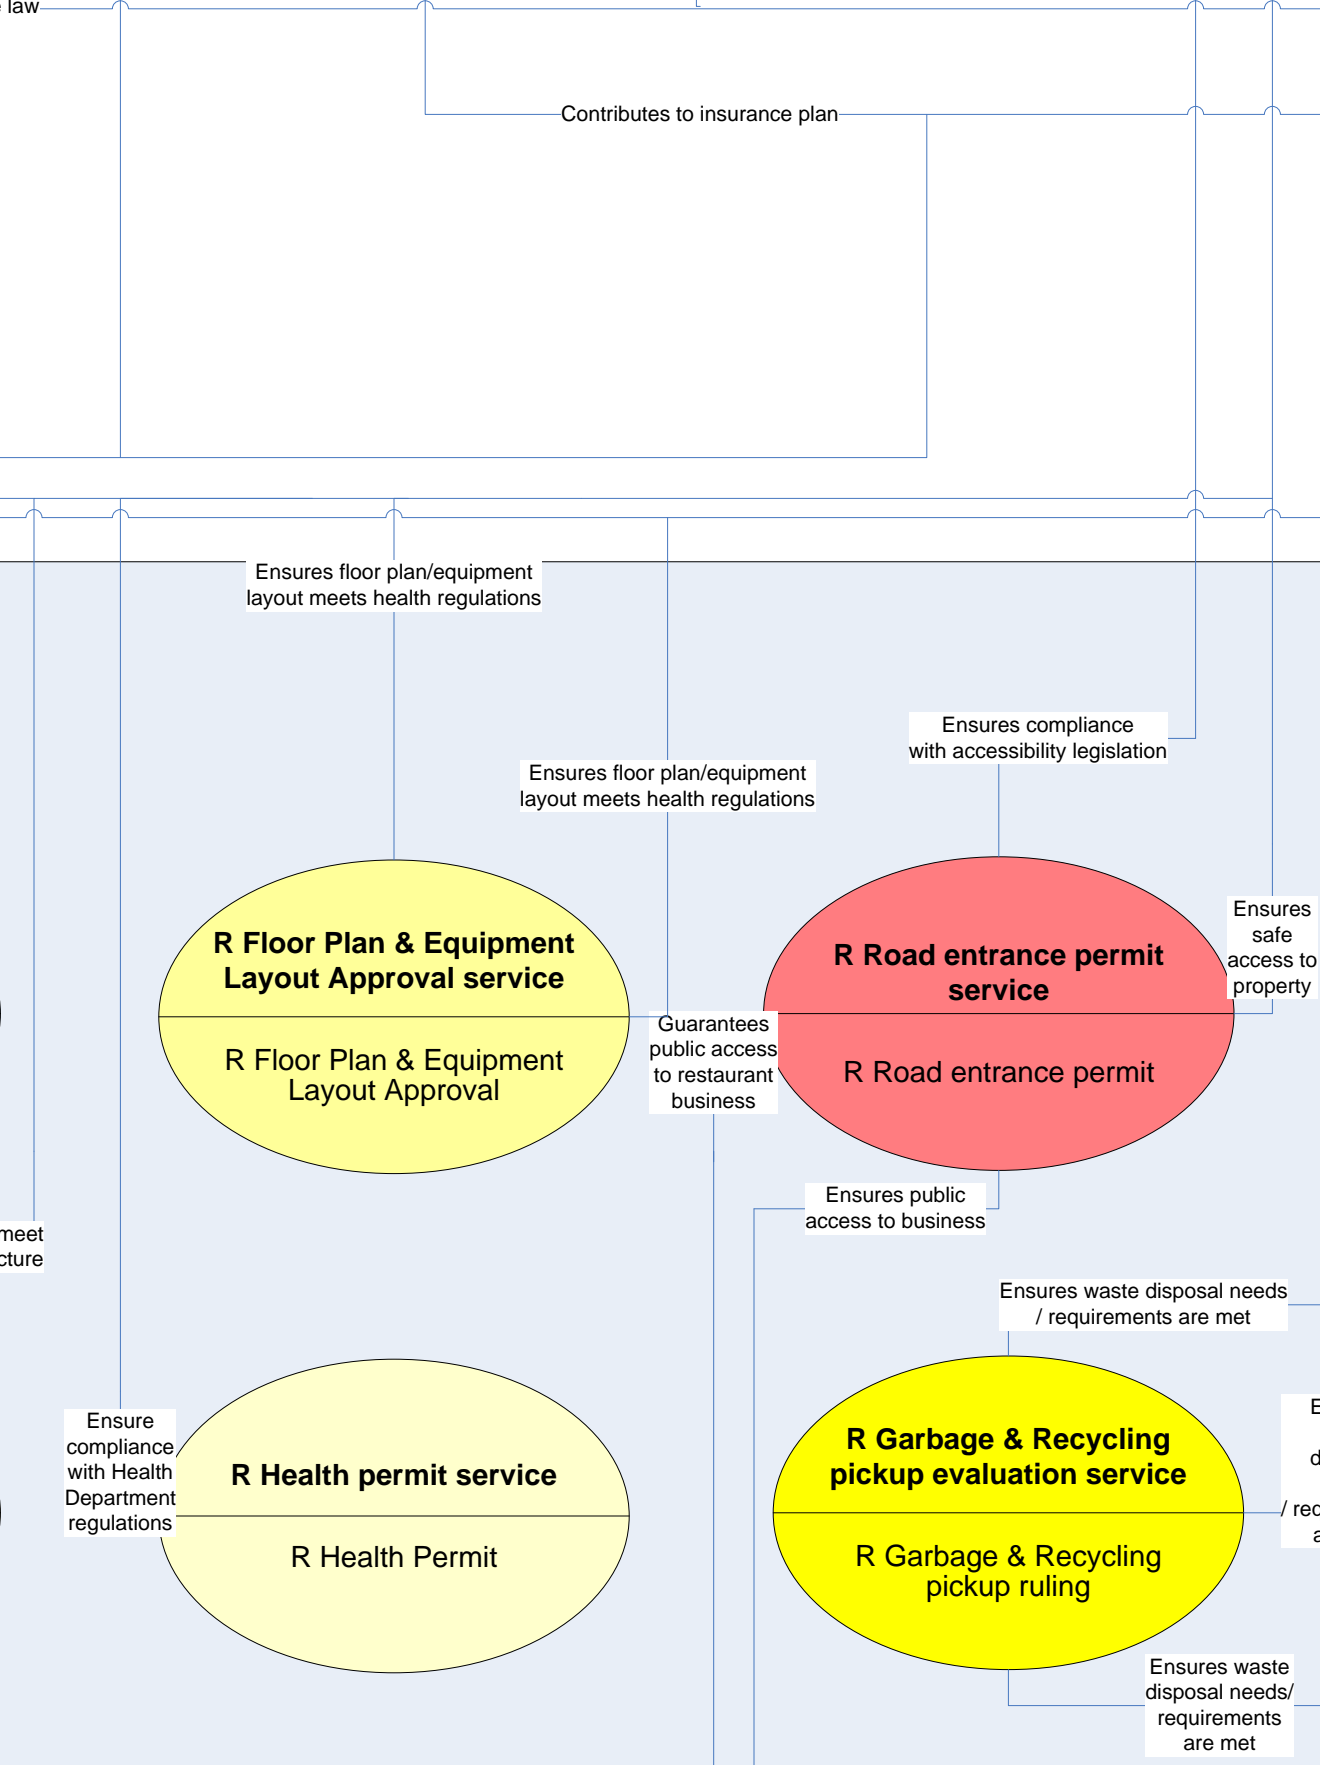 law
Contributes to insurance plan
Ensures floor plan/equipment
layout meets health regulations
Ensures compliance
with accessibility legislation
Ensures floor plan/equipment
layout meets health regulations
Ensures
safe
access to
property
R Floor Plan & Equipment
Layout Approval service
R Floor Plan & Equipment
Layout Approval
R Road entrance permit
service
R Road entrance permit
Guarantees
public access
to restaurant
business
Ensures public
access to business
meet
cture
Ensures waste disposal needs
/ requirements are met
Ensure
compliance
with Health
Department
regulations
R Health permit service
R Health Permit
R Garbage & Recycling
pickup evaluation service
R Garbage & Recycling
pickup ruling
E
d
/ rec
a
Ensures waste
disposal needs/
requirements
are met